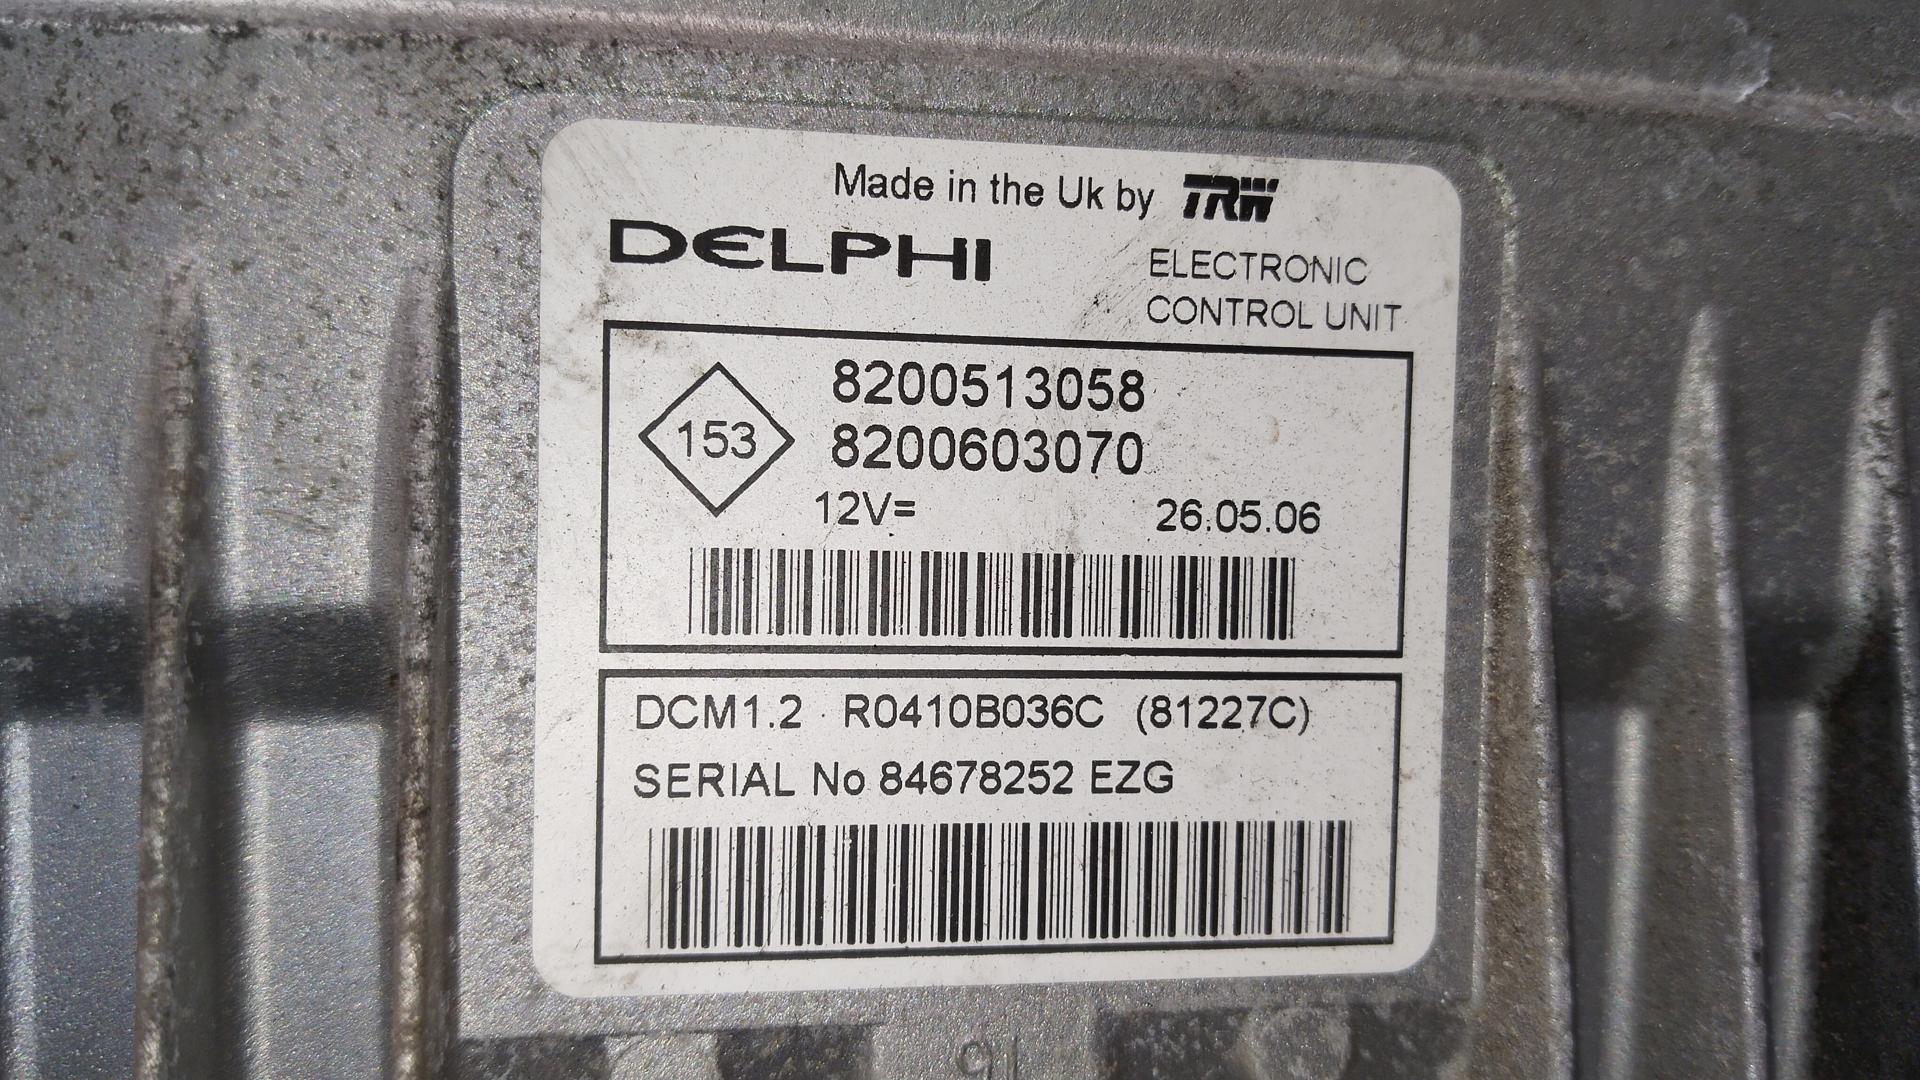 Made in the Uk by TRW
DELPHI
ELECTRONIC
CONTROL UNIT
8200513058
153
8200603070
12V= 26.05.06
DCM1.2 R0410B036C (81227C)
SERIAL No 84678252 EZG